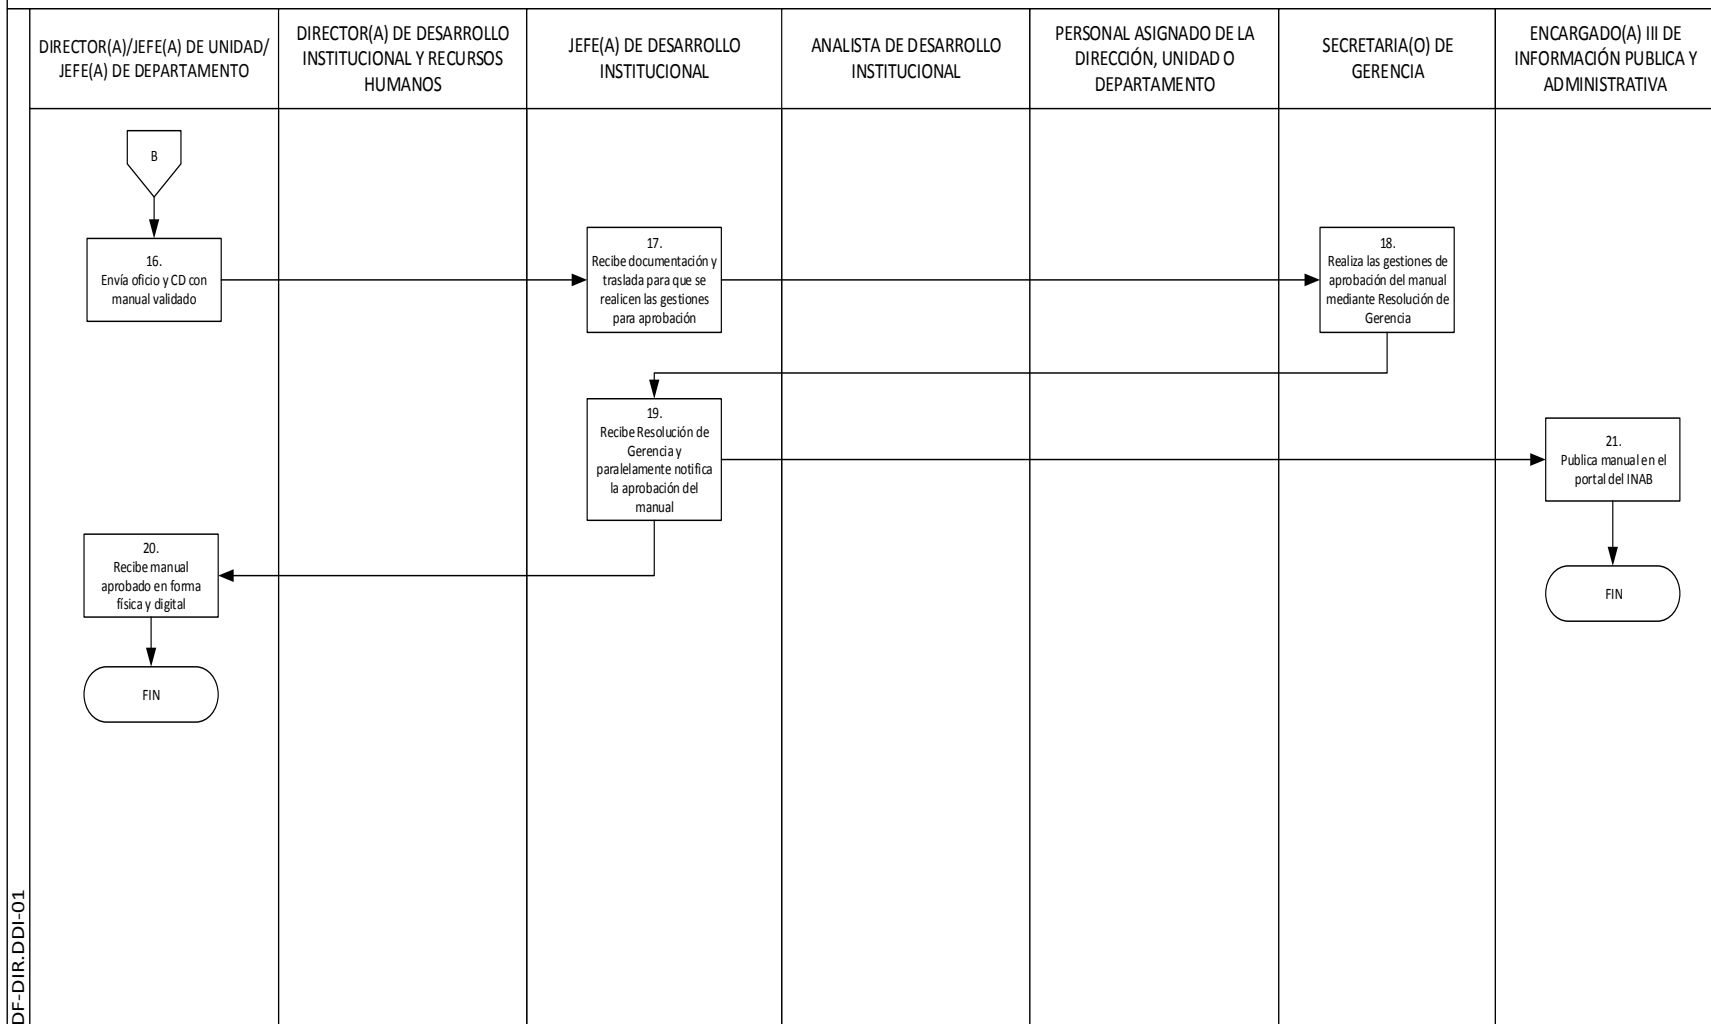 DIRECTOR(A)/JEFE(A) DE UNIDAD/
JEFE(A) DE DEPARTAMENTO
DIRECTOR(A) DE DESARROLLO
INSTITUCIONAL Y RECURSOS
HUMANOS
JEFE(A) DE DESARROLLO
INSTITUCIONAL
ANALISTA DE DESARROLLO
INSTITUCIONAL
PERSONAL ASIGNADO DE LA
DIRECCIÓN, UNIDAD O
DEPARTAMENTO
SECRETARIA(O) DE
GERENCIA
ENCARGADO(A) III DE
INFORMACIÓN PUBLICA Y
ADMINISTRATIVA
B
16.
Envía oficio y CD con
manual validado
17.
Recibe documentación y
traslada para que se
realicen las gestiones
para aprobación
18.
Realiza las gestiones de
aprobación del manual
mediante Resolución de
Gerencia
19.
Recibe Resolución de
Gerencia y
paralelamente notifica
la aprobación del
manual
21.
Publica manual en el
portal del INAB
20.
Recibe manual
aprobado en forma
física y digital
FIN
FIN
DF-DIR.DDI-01